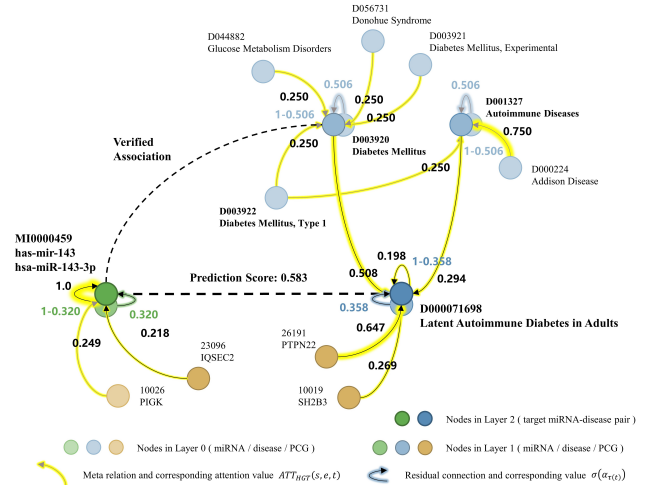 D056731
Donohue Syndrome
D044882
Glucose Metabolism Disorders
D003921
Diabetes Mellitus, Experimental
0.506
0.506
0.250
0.250
0.250
1-0.506
D001327
Autoimmune Diseases
0.750
Verified
Association
0.250
D003920
Diabetes Mellitus
1-0.506
0.250
D000224
Addison Disease
D003922
Diabetes Mellitus, Type 1
MI0000459
has-mir-143
hsa-miR-143-3p
0.198
1-0.358
1.0
Prediction Score: 0.583
0.508
0.294
1-0.320
0.320
0.358
D000071698
Latent Autoimmune Diabetes in Adults
0.218
0.647
0.249
23096
IQSEC2
26191
PTPN22
0.269
10026
PIGK
10019
SH2B3
Nodes in Layer 2 ( target miRNA-disease pair )
Nodes in Layer 0 ( miRNA / disease / PCG )
Nodes in Layer 1 ( miRNA / disease / PCG )
Meta relation and corresponding attention value ATT_HGT(s, e, t)
Residual connection and corresponding value σ(α_τ(t))